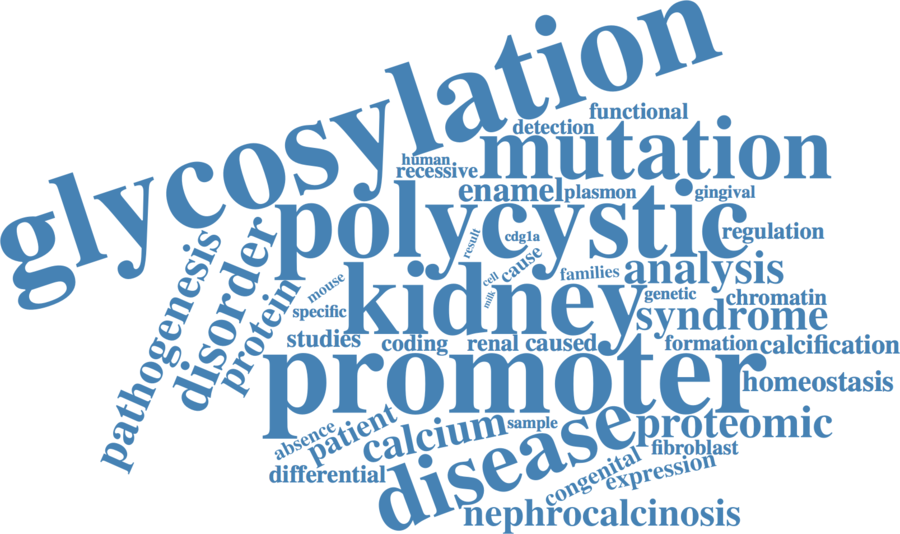 glycosylation
functional
detection
mutation
human
recessive
enamel
plasmon
gingival
polycystic
regulation
result
cdg1a
cause
pathogenesis
disorder
protein
mouse
specific
cell
milk
families
analysis
kidney
genetic
chromatin
syndrome
studies
coding
renal
caused
formation
calcification
promoter
homeostasis
absence
patient
calcium
sample
disease
proteomic
differential
fibroblast
congenital
expression
nephrocalcinosis